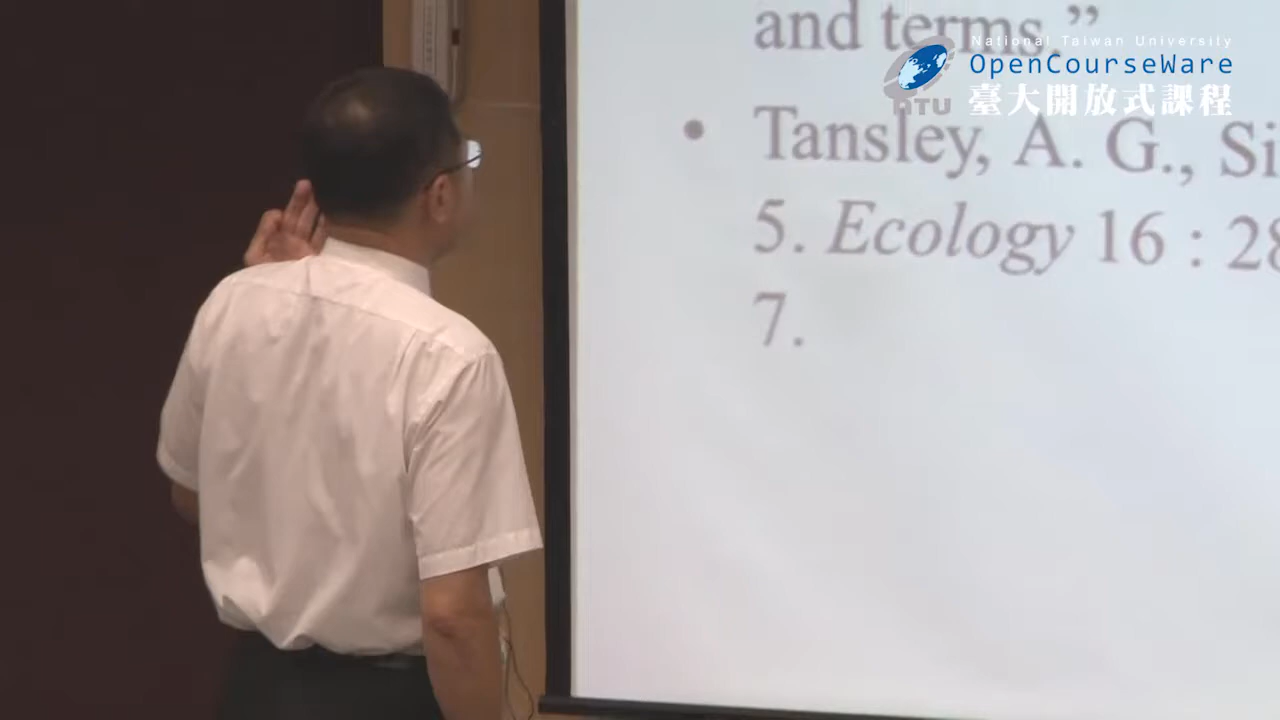 and terms.”
National Taiwan University
OpenCourseWare
NTU
臺大開放式課程
• Tansley, A. G., Si
5. Ecology 16 : 28
7.